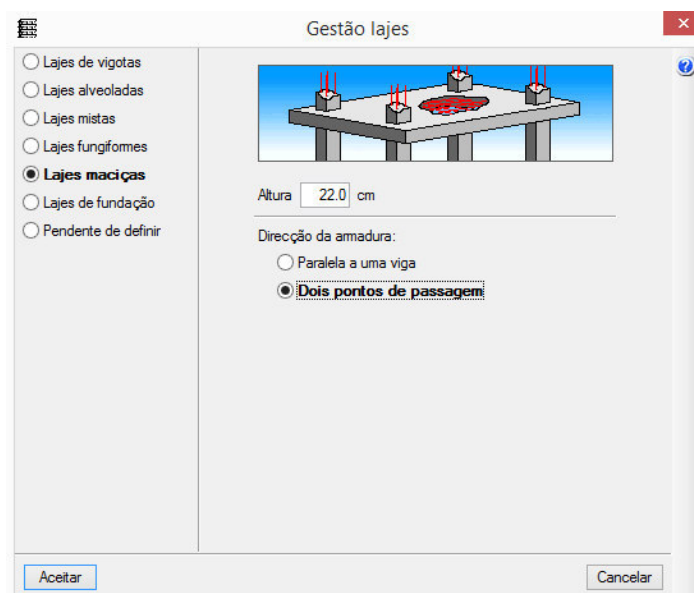 Gestão lajes
Lajes de vigotas
Lajes alveoladas
Lajes mistas
Lajes fungiformes
Lajes maciças
Lajes de fundação
Pendente de definir
Altura 22.0 cm
Direcção da armadura:
Paralela a uma viga
Dois pontos de passagem
Aceitar
Cancelar